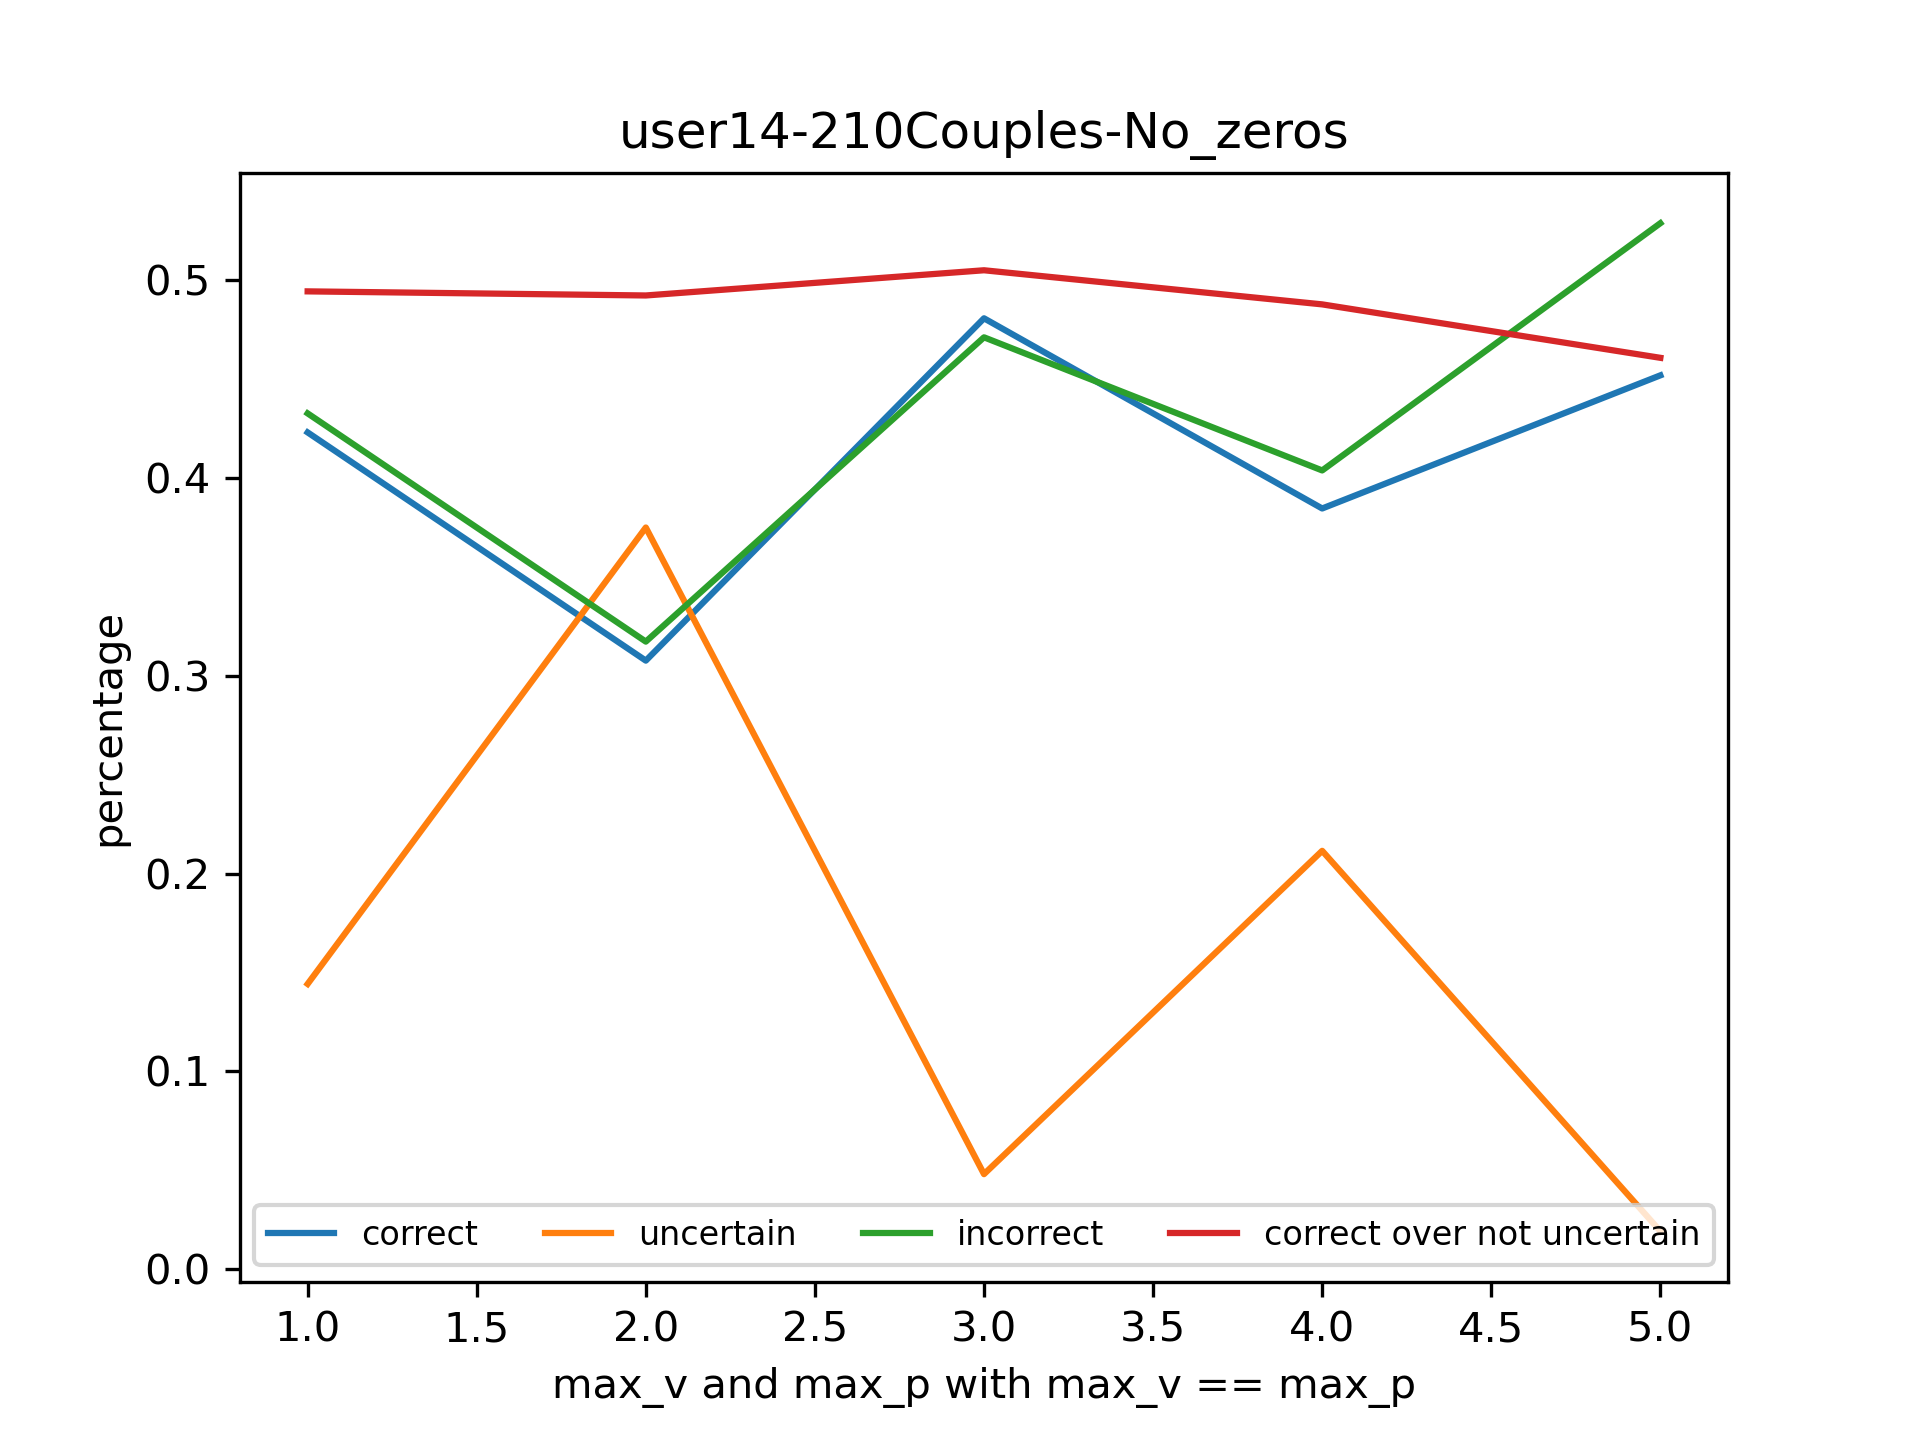 user14-210Couples-No_zeros
percentage
0.5
0.4
0.3
0.2
0.1
0.0
correct uncertain incorrect correct over not uncertain
1.0 1.5 2.0 2.5 3.0 3.5 4.0 4.5 5.0
max_v and max_p with max_v == max_p